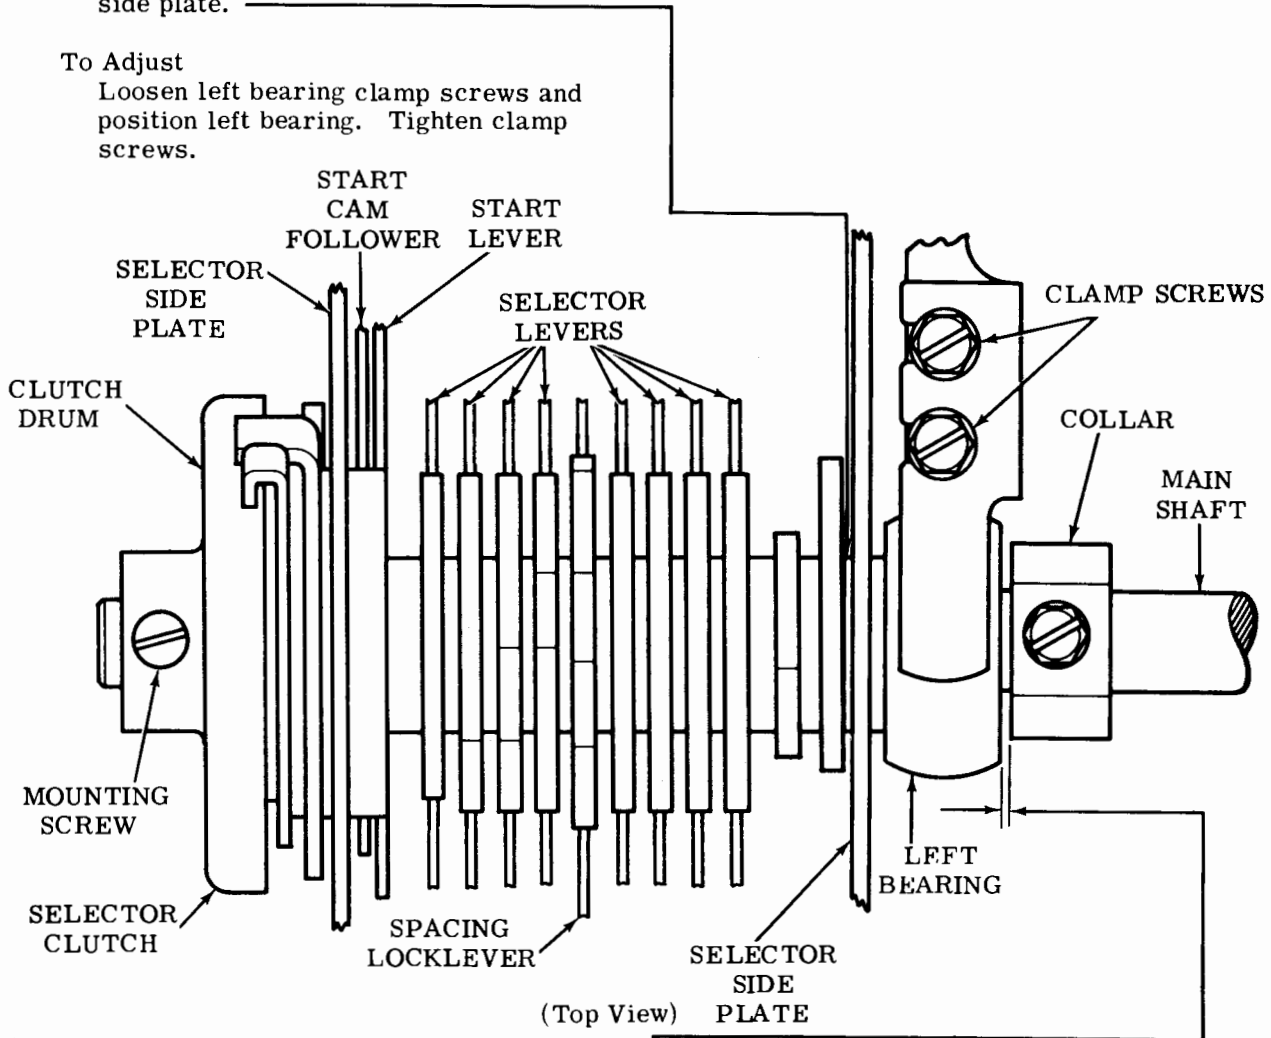 side plate.
To Adjust
Loosen left bearing clamp screws and
position left bearing. Tighten clamp
screws.
START
CAM
FOLLOWER
START
LEVER
SELECTOR
SIDE
PLATE
SELECTOR
LEVERS
CLAMP SCREWS
CLUTCH
DRUM
COLLAR
MAIN
SHAFT
MOUNTING
SCREW
LEFT
BEARING
SELECTOR
CLUTCH
SPACING
LOCKLEVER
SELECTOR
SIDE
PLATE
(Top View)